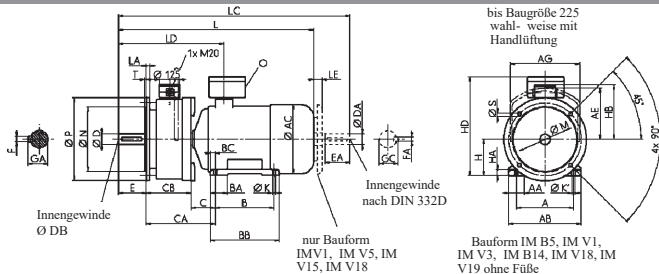 LC
L
LD
LA
T
Ø 125
1x M20
O
LE
Ø P
Ø N
Ø D
F
GA
BC
Ø AC
Ø DA
EA
GC
FA
E
CB
C
BA
Ø K
B
CA
BB
Innengewinde
Ø DB
Innengewinde
nach DIN 332D
nur Bauform
IMV1, IM V5, IM
V15, IM V18
bis Baugröße 225
wahl- weise mit
Handlüftung
AG
Ø S
AE
HB
HD
H
HA
Ø M
45°
4x 90°
AA
Ø K'
A
AB
Bauform IM B5, IM V1,
IM V3, IM B14, IM V18, IM
V19 ohne Füße